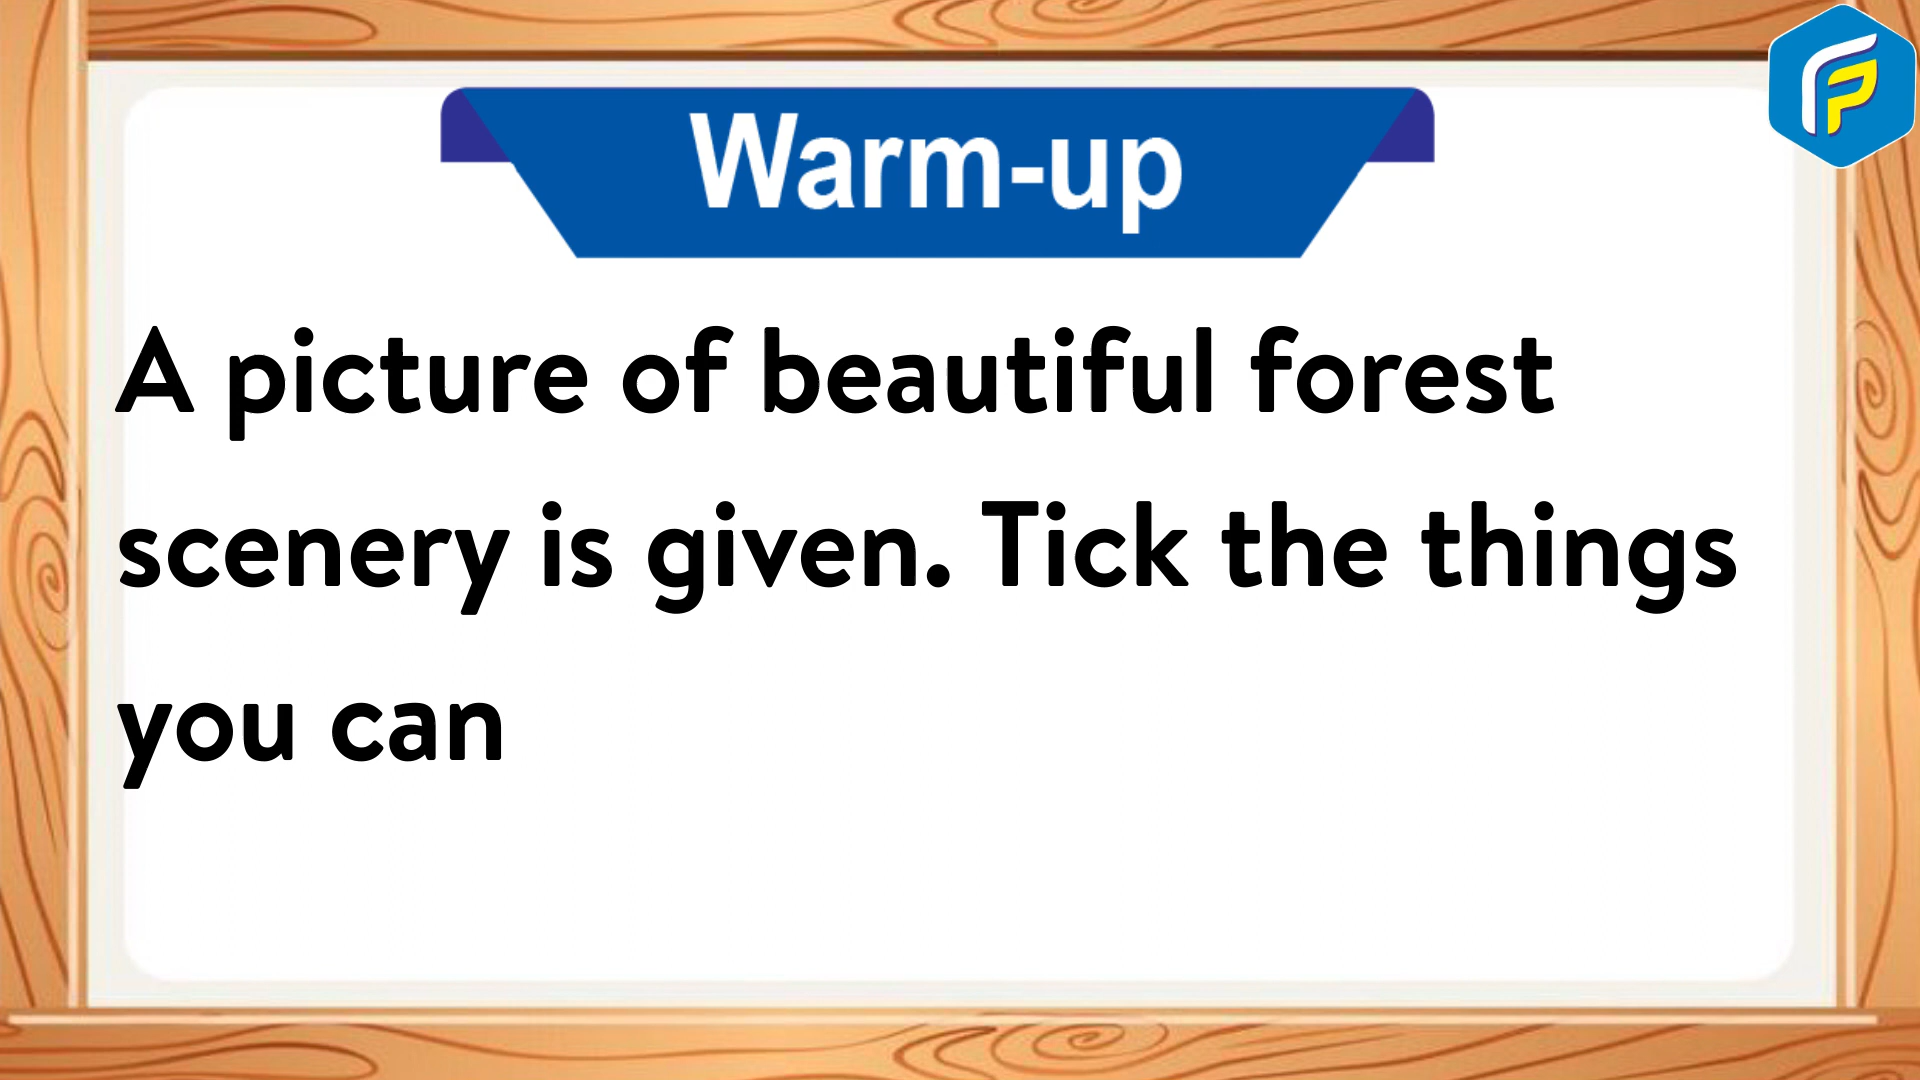 Warm-up
A picture of beautiful forest
scenery is given. Tick the things
you can